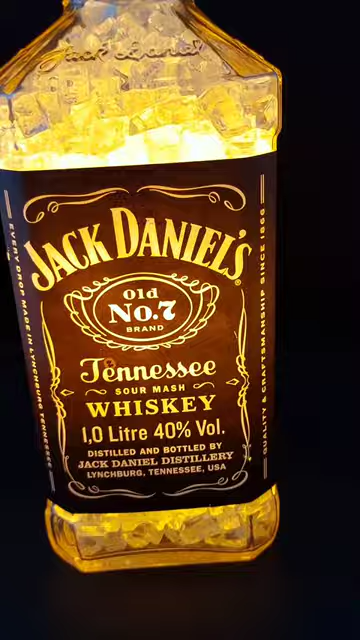 Jack Daniel
JACK DANIEL'S
Old
No.7
BRAND
Tennessee
SOUR MASH
WHISKEY
1,0 Litre 40% Vol.
DISTILLED AND BOTTLED BY
JACK DANIEL DISTILLERY
LYNCHBURG, TENNESSEE, USA
EVERY DROP MADE IN LYNCHBURG TENNESSEE
QUALITY & CRAFTSMANSHIP SINCE 1866